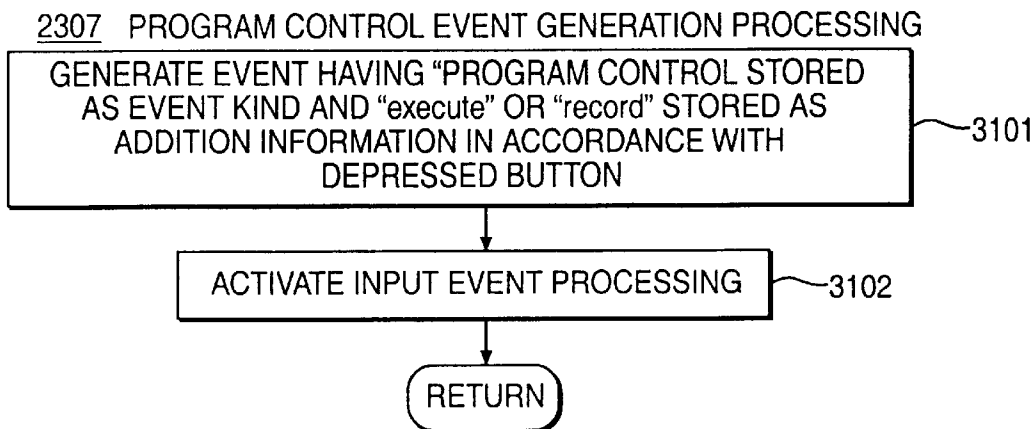 2307 PROGRAM CONTROL EVENT GENERATION PROCESSING
GENERATE EVENT HAVING “PROGRAM CONTROL STORED
AS EVENT KIND AND “execute” OR “record” STORED AS
ADDITION INFORMATION IN ACCORDANCE WITH
DEPRESSED BUTTON
3101
ACTIVATE INPUT EVENT PROCESSING
3102
RETURN